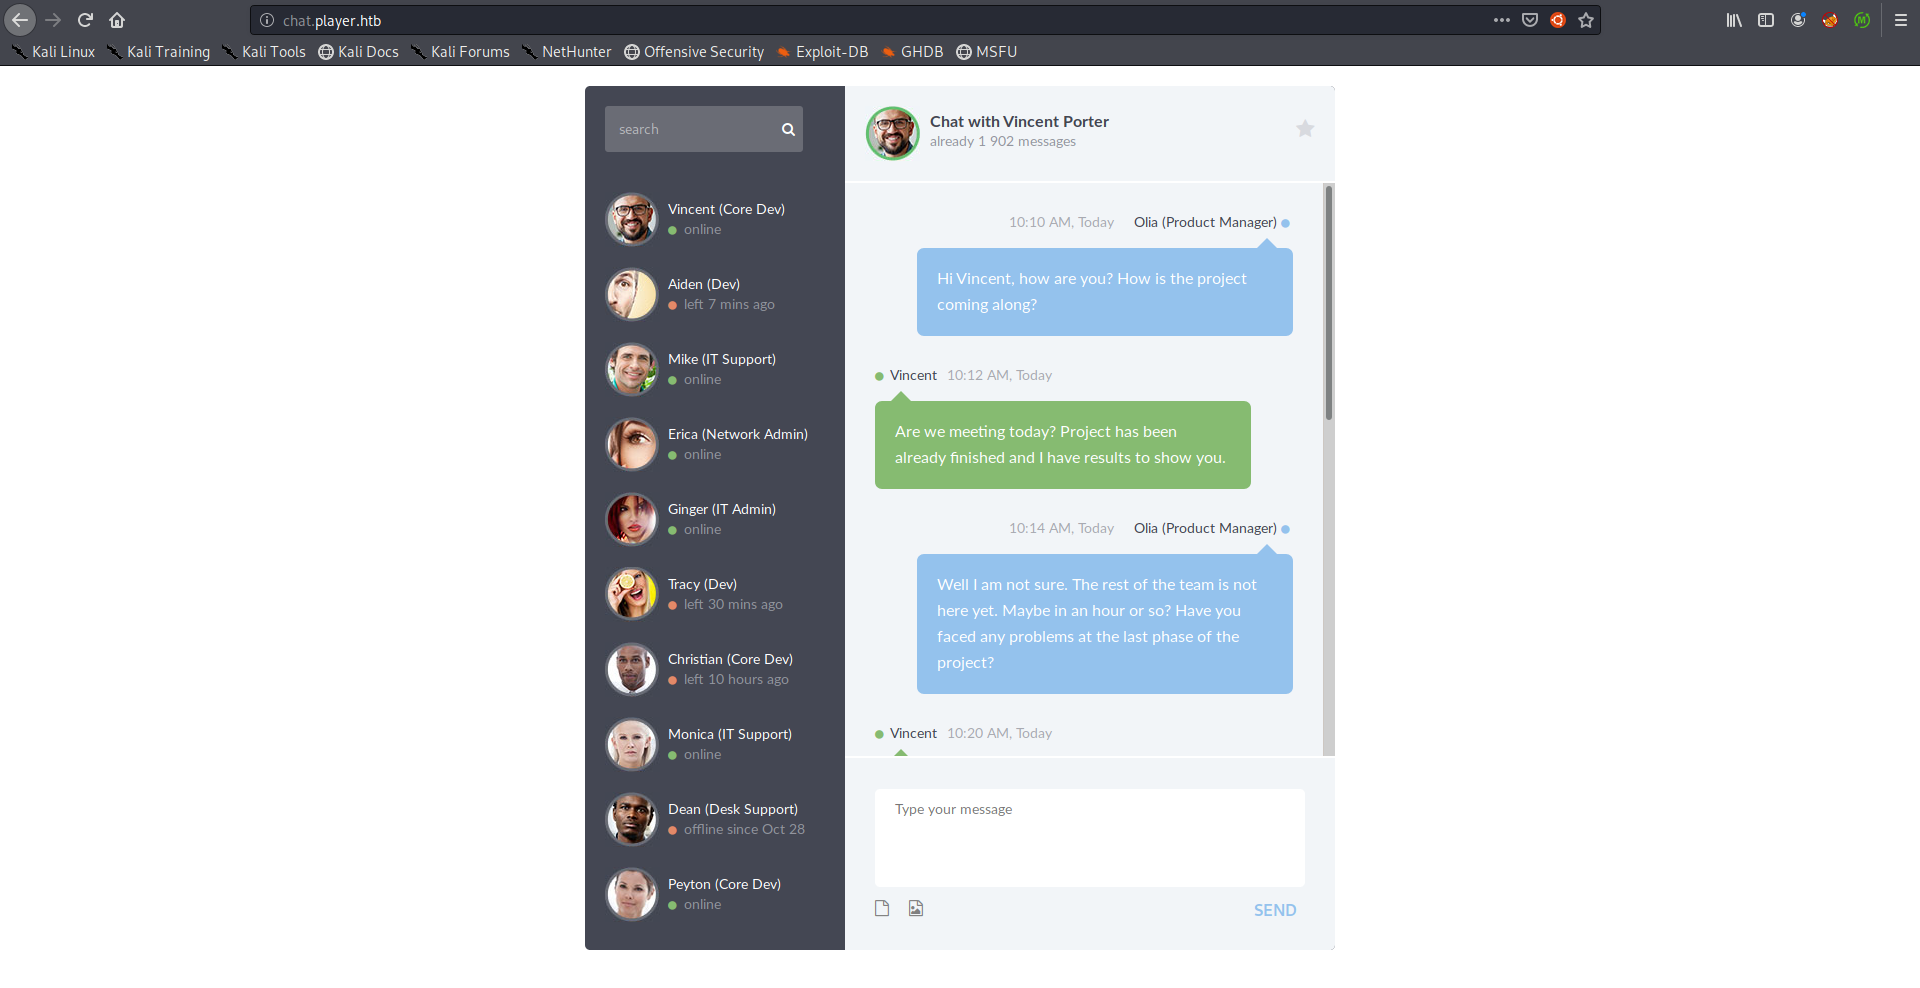 chat.player.htb
Kali Linux Kali Training Kali Tools Kali Docs Kali Forums NetHunter Offensive Security Exploit-DB GHDB MSFU
search
Vincent (Core Dev)
online
Aiden (Dev)
left 7 mins ago
Mike (IT Support)
online
Erica (Network Admin)
online
Ginger (IT Admin)
online
Tracy (Dev)
left 30 mins ago
Christian (Core Dev)
left 10 hours ago
Monica (IT Support)
online
Dean (Desk Support)
offline since Oct 28
Peyton (Core Dev)
online
Chat with Vincent Porter
already 1 902 messages
10:10 AM, Today Olia (Product Manager)
Hi Vincent, how are you? How is the project
coming along?
Vincent 10:12 AM, Today
Are we meeting today? Project has been
already finished and I have results to show you.
10:14 AM, Today Olia (Product Manager)
Well I am not sure. The rest of the team is not
here yet. Maybe in an hour or so? Have you
faced any problems at the last phase of the
project?
Vincent 10:20 AM, Today
Type your message
SEND